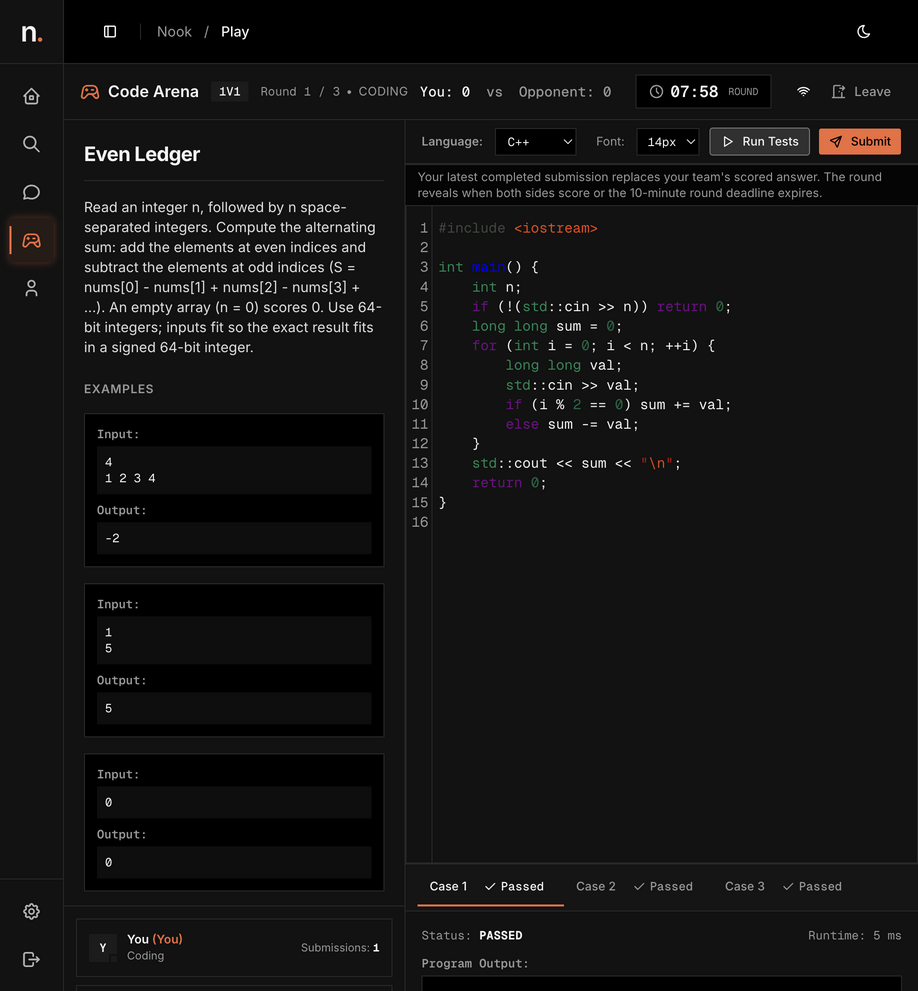 n.
Nook / Play
Code Arena 1V1 Round 1 / 3 • CODING You: 0 vs Opponent: 0 07:58 ROUND Leave
Even Ledger
Read an integer n, followed by n space-
separated integers. Compute the alternating
sum: add the elements at even indices and
subtract the elements at odd indices (S =
nums[0] - nums[1] + nums[2] - nums[3] +
...). An empty array (n = 0) scores 0. Use 64-
bit integers; inputs fit so the exact result fits
in a signed 64-bit integer.
EXAMPLES
Input:
4
1 2 3 4
Output:
-2
Input:
1
5
Output:
5
Input:
0
Output:
0
Y
You (You)
Coding
Submissions: 1
Language: C++ Font: 14px Run Tests Submit
Your latest completed submission replaces your team's scored answer. The round
reveals when both sides score or the 10-minute round deadline expires.
1 #include <iostream>
2
3 int main() {
4     int n;
5     if (!(std::cin >> n)) return 0;
6     long long sum = 0;
7     for (int i = 0; i < n; ++i) {
8         long long val;
9         std::cin >> val;
10         if (i % 2 == 0) sum += val;
11         else sum -= val;
12     }
13     std::cout << sum << "\n";
14     return 0;
15 }
16
Case 1 Passed Case 2 Passed Case 3 Passed
Status: PASSED Runtime: 5 ms
Program Output: